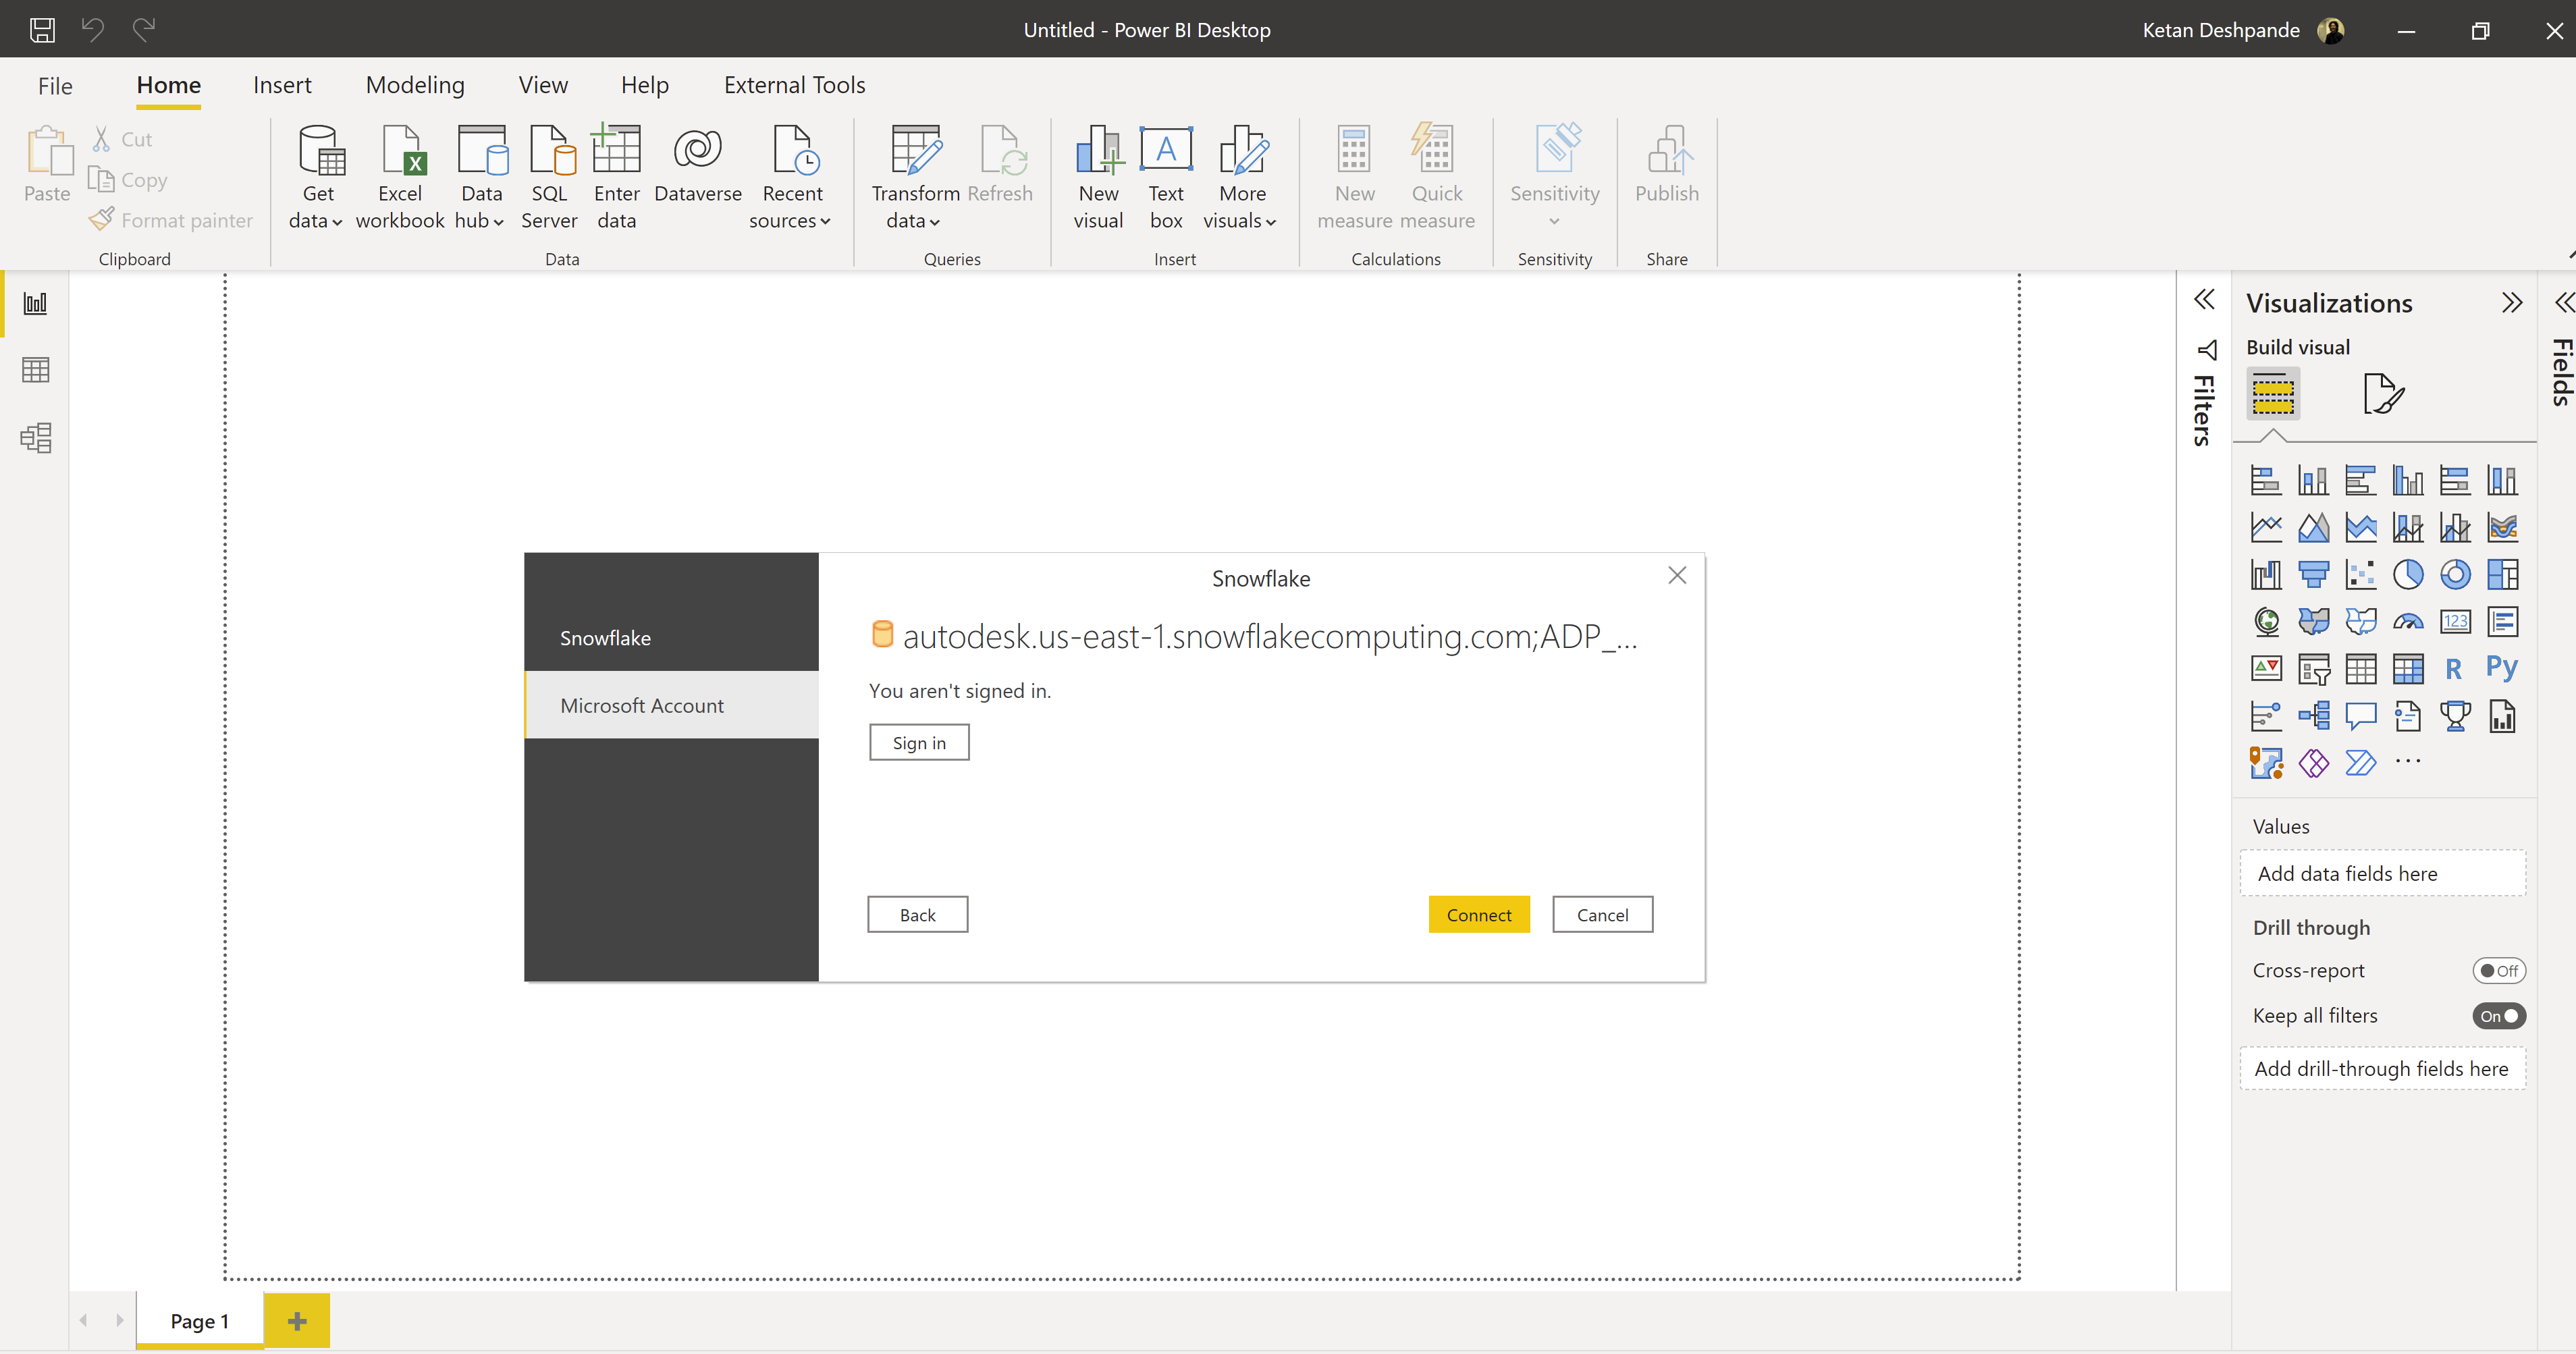 Untitled - Power BI Desktop
Ketan Deshpande
File
Home
Insert
Modeling
View
Help
External Tools
Paste
Cut
Copy
Format painter
Clipboard
Get
data
Excel
workbook
Data
hub
SQL
Server
Enter
data
Dataverse
Recent
sources
Data
Transform
data
Refresh
Queries
New
visual
Text
box
More
visuals
Insert
New
measure
Quick
measure
Calculations
Sensitivity
Sensitivity
Publish
Share
Filters
Visualizations
Build visual
Fields
123
R
Py
Values
Add data fields here
Drill through
Cross-report
Off
Keep all filters
On
Add drill-through fields here
Snowflake
Snowflake
Microsoft Account
autodesk.us-east-1.snowflakecomputing.com;ADP_...
You aren't signed in.
Sign in
Back
Connect
Cancel
Page 1